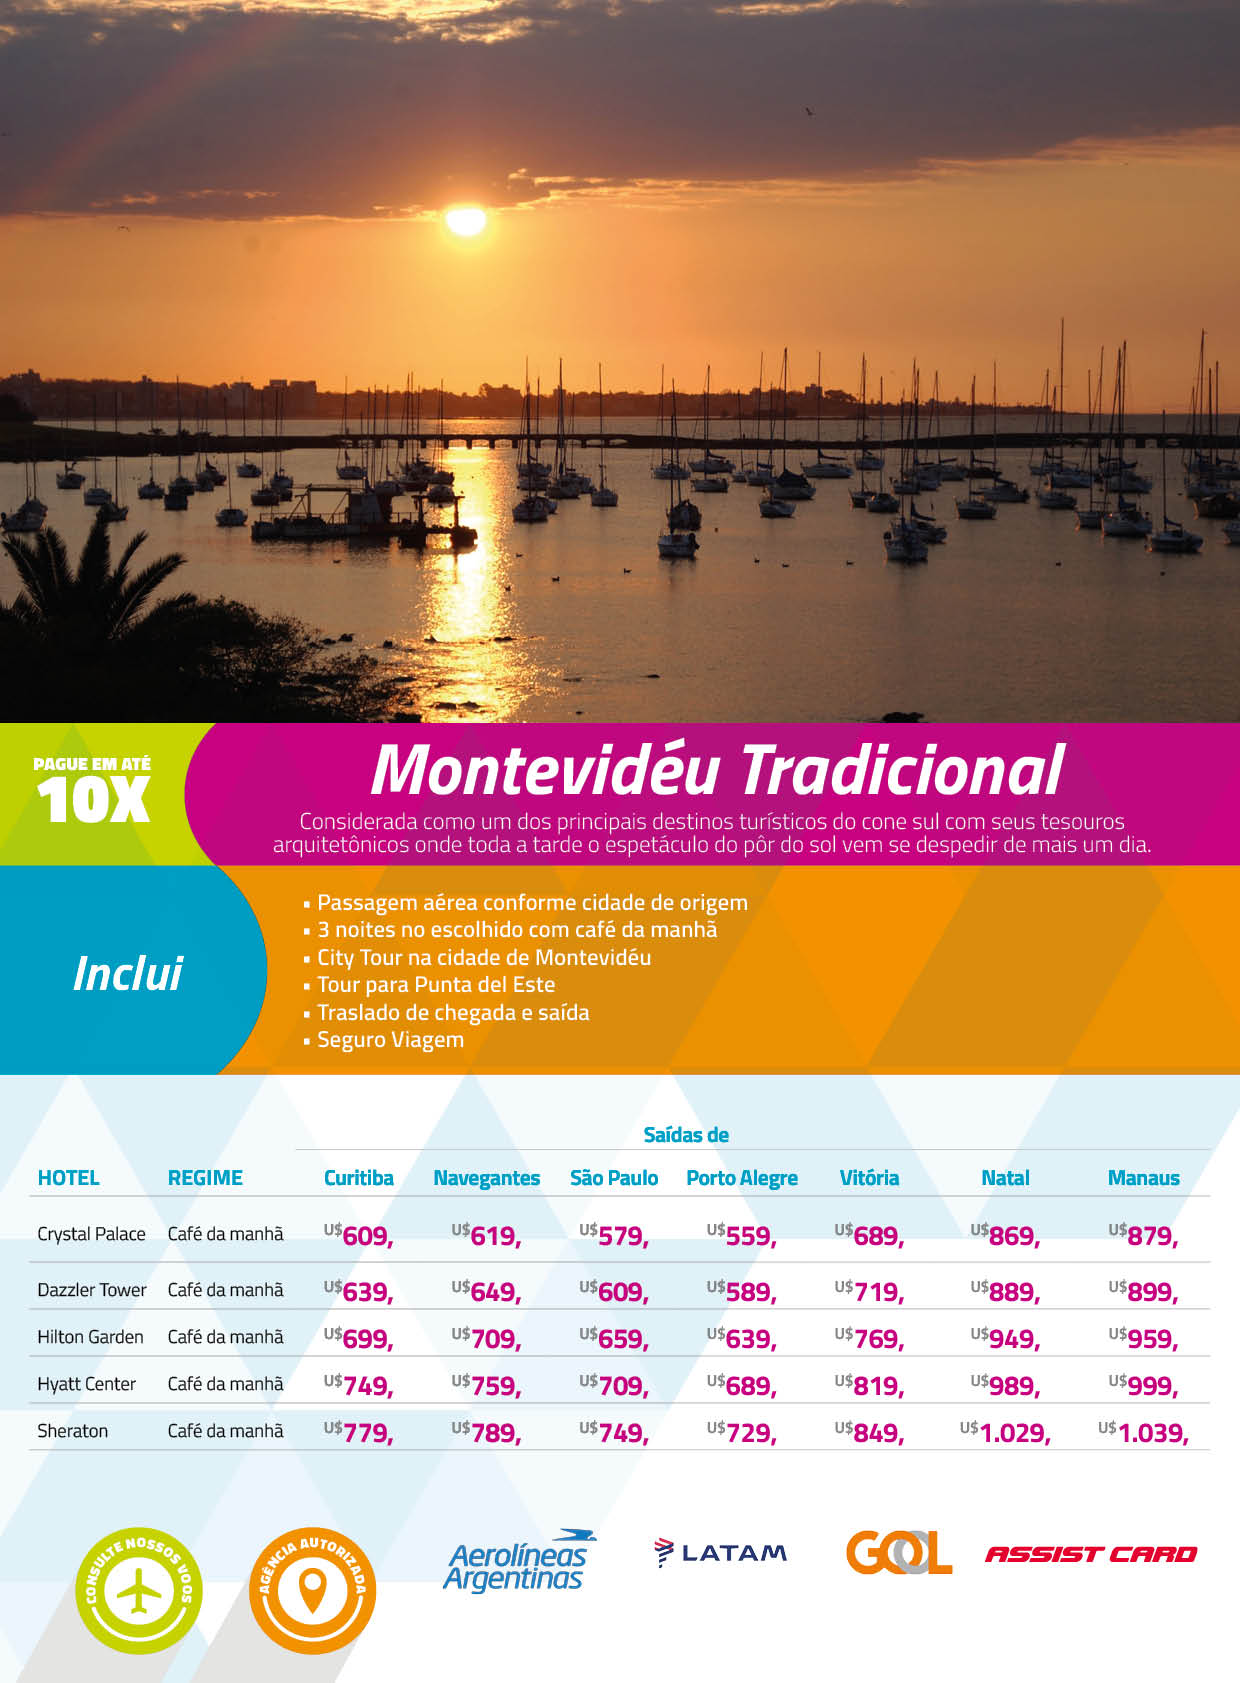 PAGUE EM ATÉ
10X
Montevidéu Tradicional
Considerada como um dos principais destinos turísticos do cone sul com seus tesouros
arquitetônicos onde toda a tarde o espetáculo do pôr do sol vem se despedir de mais um dia.
Inclui
• Passagem aérea conforme cidade de origem
• 3 noites no escolhido com café da manhã
• City Tour na cidade de Montevidéu
• Tour para Punta del Este
• Traslado de chegada e saída
• Seguro Viagem
Saídas de
HOTEL REGIME Curitiba Navegantes São Paulo Porto Alegre Vitória Natal Manaus
Crystal Palace Café da manhã U$609, U$619, U$579, U$559, U$689, U$869, U$879,
Dazzler Tower Café da manhã U$639, U$649, U$609, U$589, U$719, U$889, U$899,
Hilton Garden Café da manhã U$699, U$709, U$659, U$639, U$769, U$949, U$959,
Hyatt Center Café da manhã U$749, U$759, U$709, U$689, U$819, U$989, U$999,
Sheraton Café da manhã U$779, U$789, U$749, U$729, U$849, U$1.029, U$1.039,
CONSULTE NOSSOS VOOS
AGÊNCIA AUTORIZADA
Aerolíneas
Argentinas
LATAM
GOL
ASSIST CARD